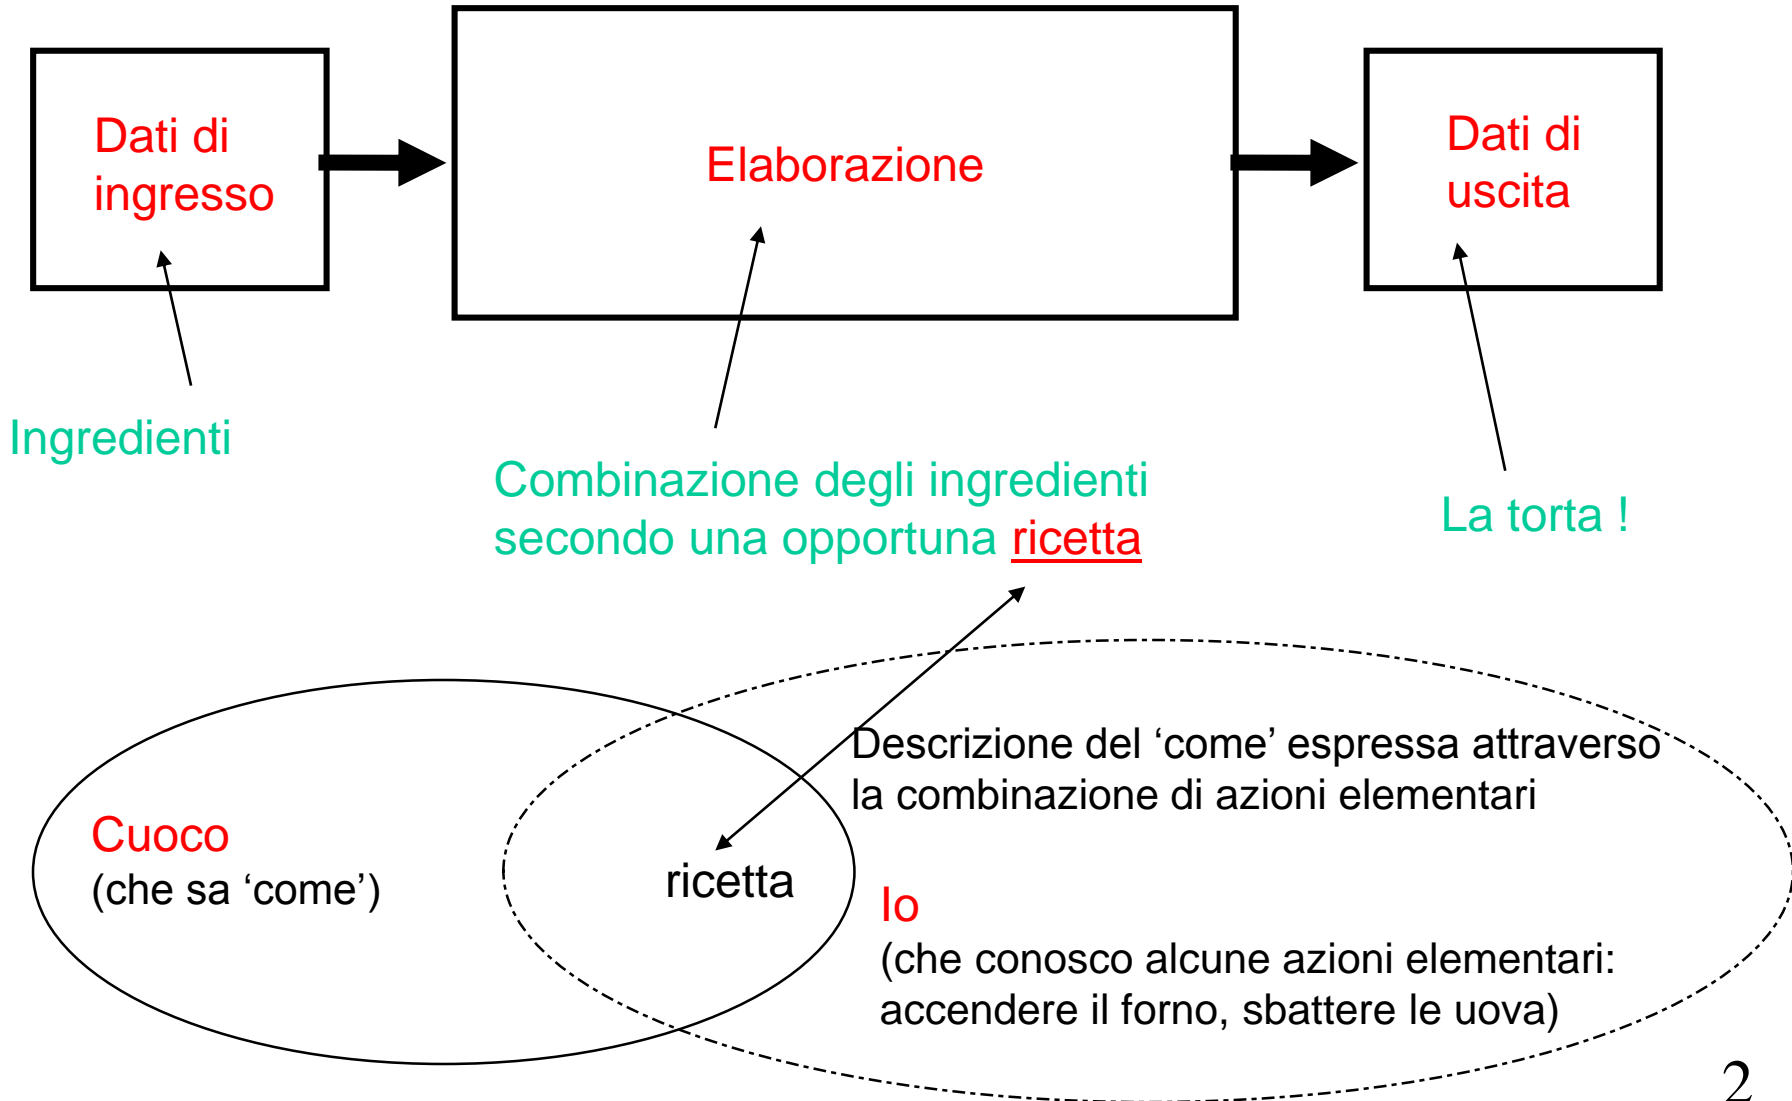 Dati di
ingresso
Elaborazione
Dati di
uscita
Ingredienti
Combinazione degli ingredienti
secondo una opportuna ricetta
La torta !
Descrizione del ‘come’ espressa attraverso
la combinazione di azioni elementari
Cuoco
(che sa ‘come’)
ricetta
Io
(che conosco alcune azioni elementari:
accendere il forno, sbattere le uova)
2